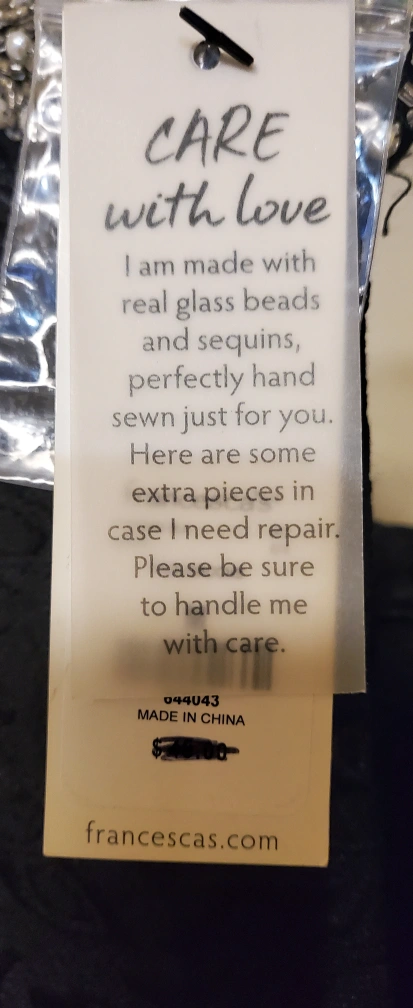 CARE
with love
I am made with
real glass beads
and sequins,
perfectly hand
sewn just for you.
Here are some
extra pieces in
case I need repair.
Please be sure
to handle me
with care.
044043
MADE IN CHINA
$
francescas.com